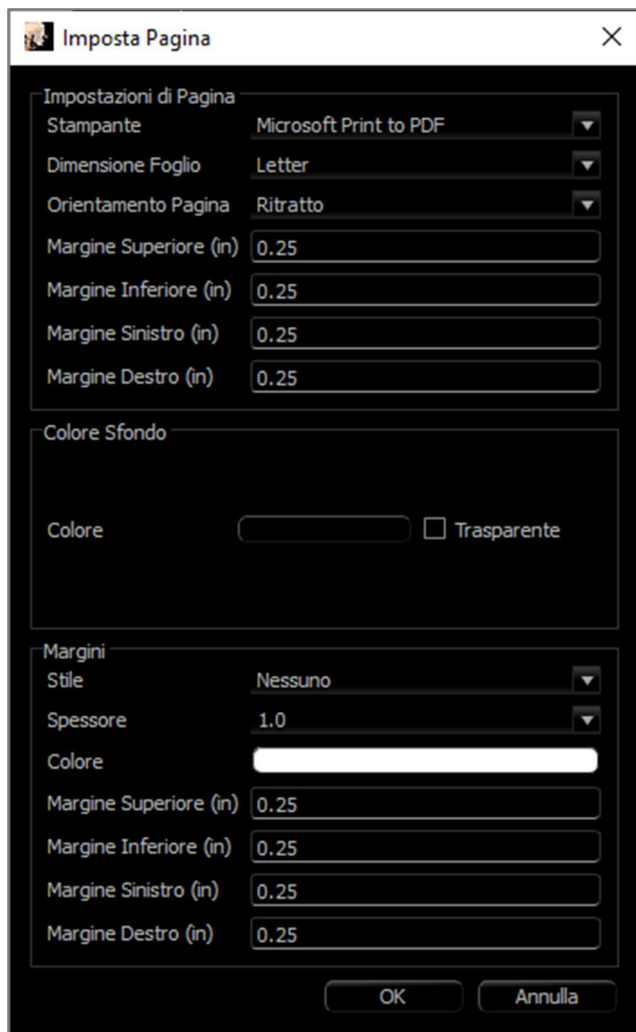 Imposta Pagina
Impostazioni di Pagina
Stampante Microsoft Print to PDF
Dimensione Foglio Letter
Orientamento Pagina Ritratto
Margine Superiore (in) 0.25
Margine Inferiore (in) 0.25
Margine Sinistro (in) 0.25
Margine Destro (in) 0.25
Colore Sfondo
Colore Trasparente
Margini
Stile Nessuno
Spessore 1.0
Colore
Margine Superiore (in) 0.25
Margine Inferiore (in) 0.25
Margine Sinistro (in) 0.25
Margine Destro (in) 0.25
OK Annulla